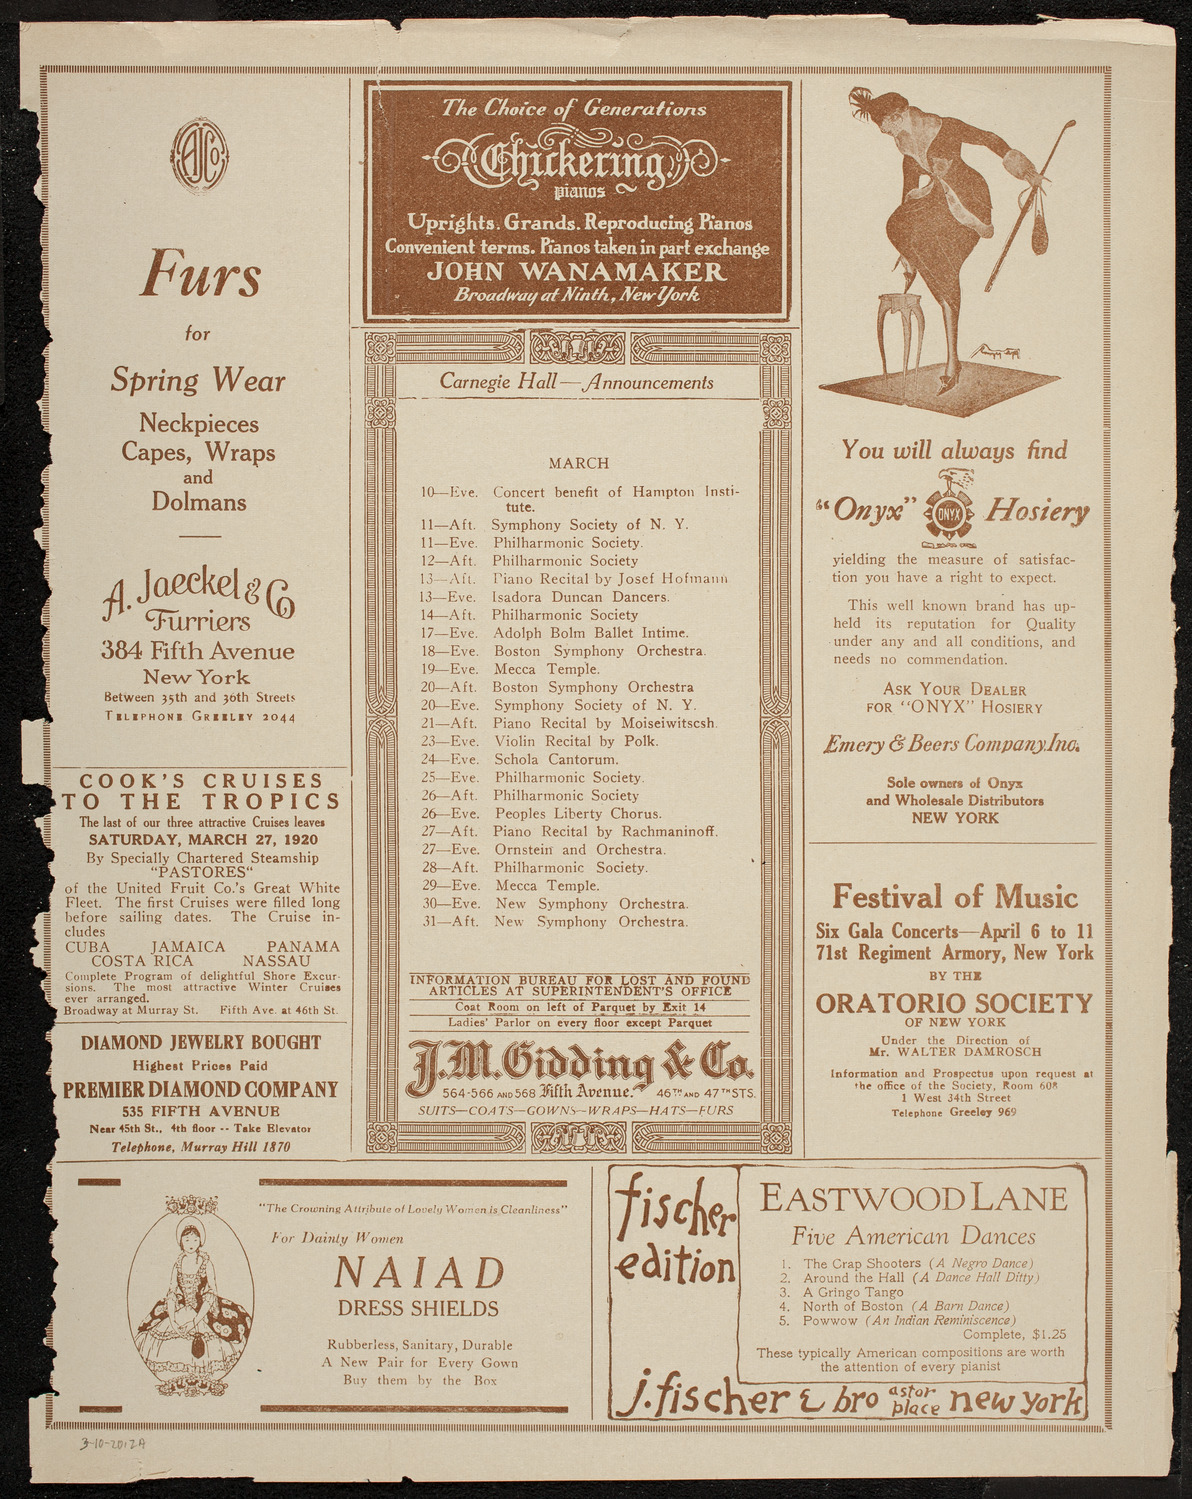 AJCo
Furs
for
Spring Wear
Neckpieces
Capes, Wraps
and
Dolmans
A. Jaeckel & Co
Furriers
384 Fifth Avenue
New York
Between 35th and 36th Streets
TELEPHONE GREELEY 2044
COOK'S CRUISES
TO THE TROPICS
The last of our three attractive Cruises leaves
SATURDAY, MARCH 27, 1920
By Specially Chartered Steamship
"PASTORES"
of the United Fruit Co.'s Great White
Fleet. The first Cruises were filled long
before sailing dates. The Cruise in-
cludes
CUBA JAMAICA PANAMA
COSTA RICA NASSAU
Complete Program of delightful Shore Excur-
sions. The most attractive Winter Cruises
ever arranged.
Broadway at Murray St. Fifth Ave. at 46th St.
DIAMOND JEWELRY BOUGHT
Highest Prices Paid
PREMIER DIAMOND COMPANY
535 FIFTH AVENUE
Near 45th St., 4th floor -- Take Elevator
Telephone, Murray Hill 1870
The Choice of Generations
Chickering
pianos
Uprights. Grands. Reproducing Pianos
Convenient terms. Pianos taken in part exchange
JOHN WANAMAKER
Broadway at Ninth, New York
Carnegie Hall—Announcements
MARCH
10—Eve. Concert benefit of Hampton Insti-
tute.
11—Aft. Symphony Society of N. Y.
11—Eve. Philharmonic Society.
12—Aft. Philharmonic Society
13—Aft. Piano Recital by Josef Hofmann
13—Eve. Isadora Duncan Dancers.
14—Aft. Philharmonic Society
17—Eve. Adolph Bolm Ballet Intime.
18—Eve. Boston Symphony Orchestra.
19—Eve. Mecca Temple.
20—Aft. Boston Symphony Orchestra
20—Eve. Symphony Society of N. Y.
21—Aft. Piano Recital by Moiseiwitscsh.
23—Eve. Violin Recital by Polk.
24—Eve. Schola Cantorum.
25—Eve. Philharmonic Society.
26—Aft. Philharmonic Society
26—Eve. Peoples Liberty Chorus.
27—Aft. Piano Recital by Rachmaninoff.
27—Eve. Ornstein and Orchestra.
28—Aft. Philharmonic Society.
29—Eve. Mecca Temple.
30—Eve. New Symphony Orchestra.
31—Aft. New Symphony Orchestra.
INFORMATION BUREAU FOR LOST AND FOUND
ARTICLES AT SUPERINTENDENT'S OFFICE
Coat Room on left of Parquet by Exit 14
Ladies' Parlor on every floor except Parquet
J.M. Gidding & Co.
564-566 AND 568 Fifth Avenue. 46TH AND 47TH STS.
SUITS—COATS—GOWNS—WRAPS—HATS—FURS
You will always find
"Onyx" ONYX Hosiery
yielding the measure of satisfac-
tion you have a right to expect.
This well known brand has up-
held its reputation for Quality
under any and all conditions, and
needs no commendation.
ASK YOUR DEALER
FOR "ONYX" HOSIERY
Emery & Beers Company, Inc.
Sole owners of Onyx
and Wholesale Distributors
NEW YORK
Festival of Music
Six Gala Concerts—April 6 to 11
71st Regiment Armory, New York
BY THE
ORATORIO SOCIETY
OF NEW YORK
Under the Direction of
Mr. WALTER DAMROSCH
Information and Prospectus upon request at
the office of the Society, Room 608
1 West 34th Street
Telephone Greeley 969
"The Crowning Attribute of Lovely Women is Cleanliness"
For Dainty Women
NAIAD
DRESS SHIELDS
Rubberless, Sanitary, Durable
A New Pair for Every Gown
Buy them by the Box
fischer
edition
EASTWOOD LANE
Five American Dances
1. The Crap Shooters (A Negro Dance)
2. Around the Hall (A Dance Hall Ditty)
3. A Gringo Tango
4. North of Boston (A Barn Dance)
5. Powwow (An Indian Reminiscence)
Complete, $1.25
These typically American compositions are worth
the attention of every pianist
j. fischer & bro astor place new york
3-10-2012A